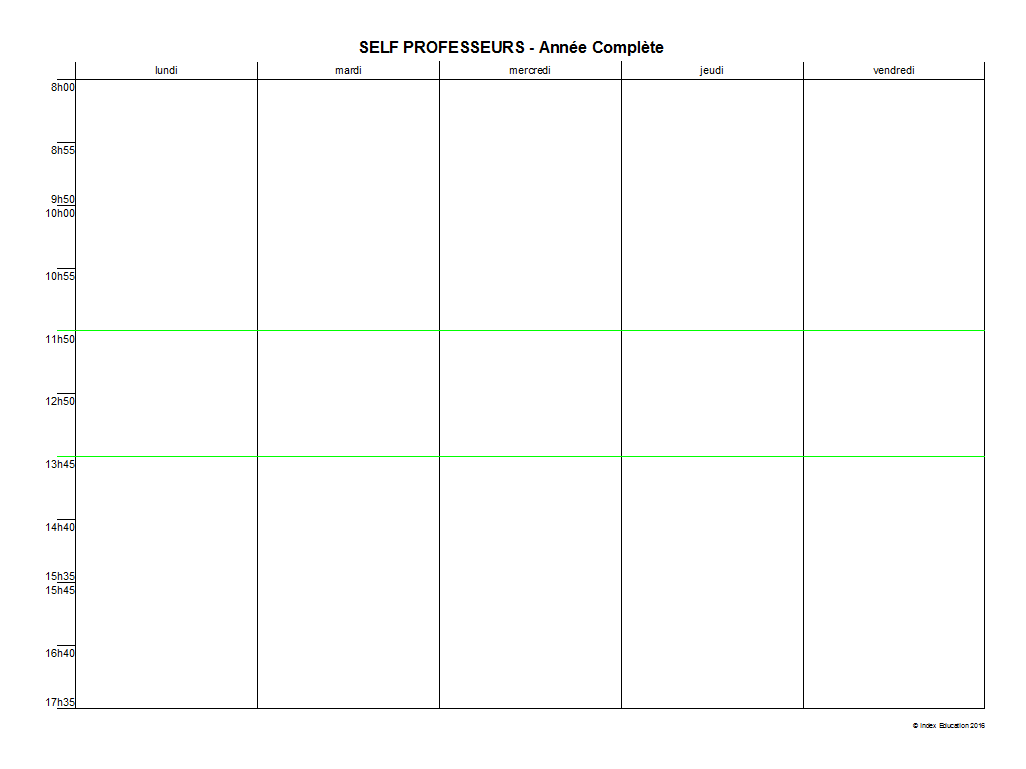 SELF PROFESSEURS - Année Complète
lundi mardi mercredi jeudi vendredi
8h00
8h55
9h50
10h00
10h55
11h50
12h50
13h45
14h40
15h35
15h45
16h40
17h35
© Index Education 2016